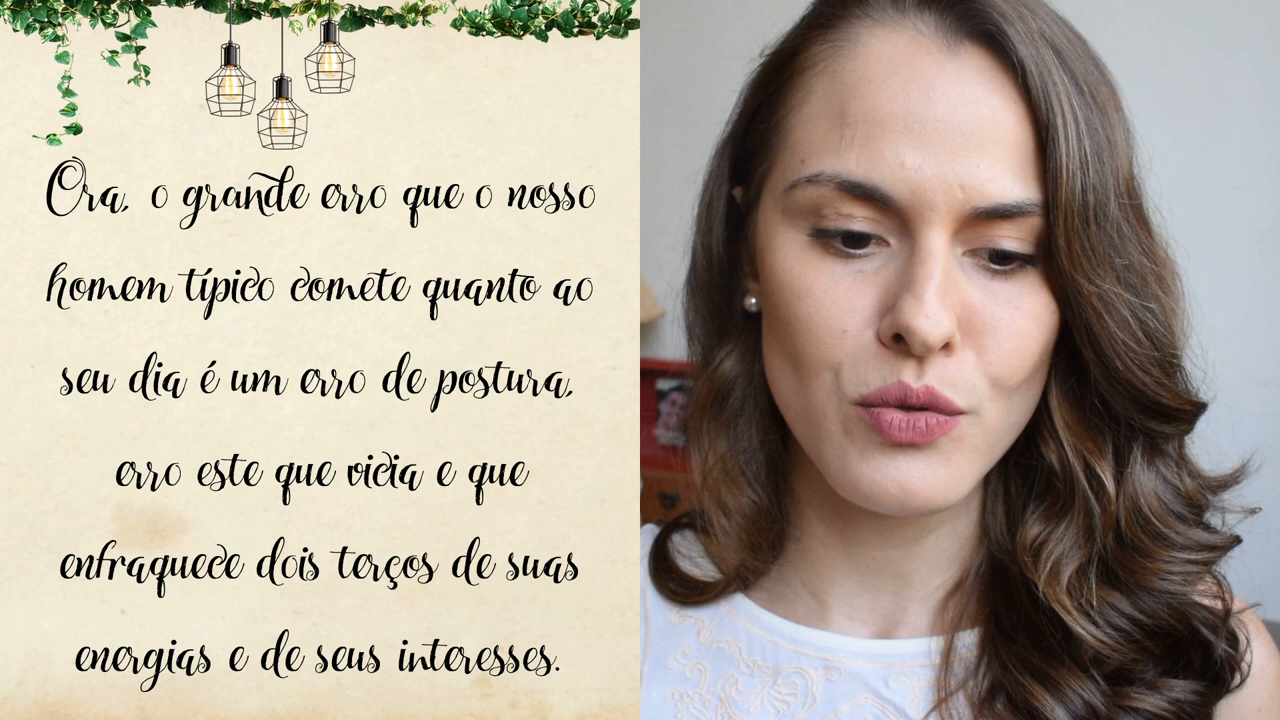 Ora, o grande erro que o nosso
homem típico comete quanto ao
seu dia é um erro de postura,
erro este que vicia e que
enfraquece dois terços de suas
energias e de seus interesses.